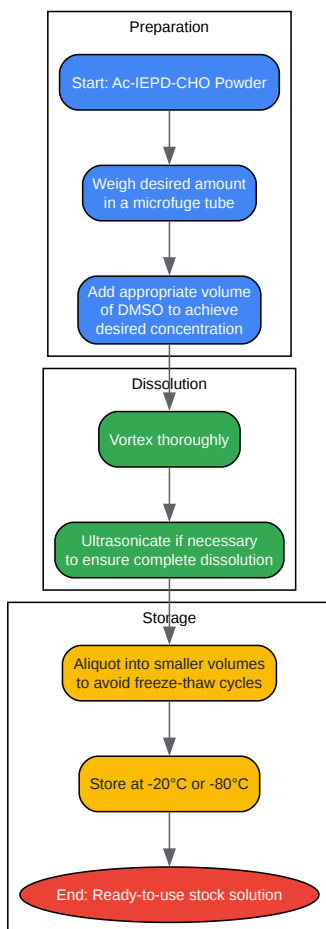 Preparation
Start: Ac-IEPD-CHO Powder
Weigh desired amount
in a microfuge tube
Add appropriate volume
of DMSO to achieve
desired concentration
Dissolution
Vortex thoroughly
Ultrasonicate if necessary
to ensure complete dissolution
Storage
Aliquot into smaller volumes
to avoid freeze-thaw cycles
Store at -20°C or -80°C
End: Ready-to-use stock solution